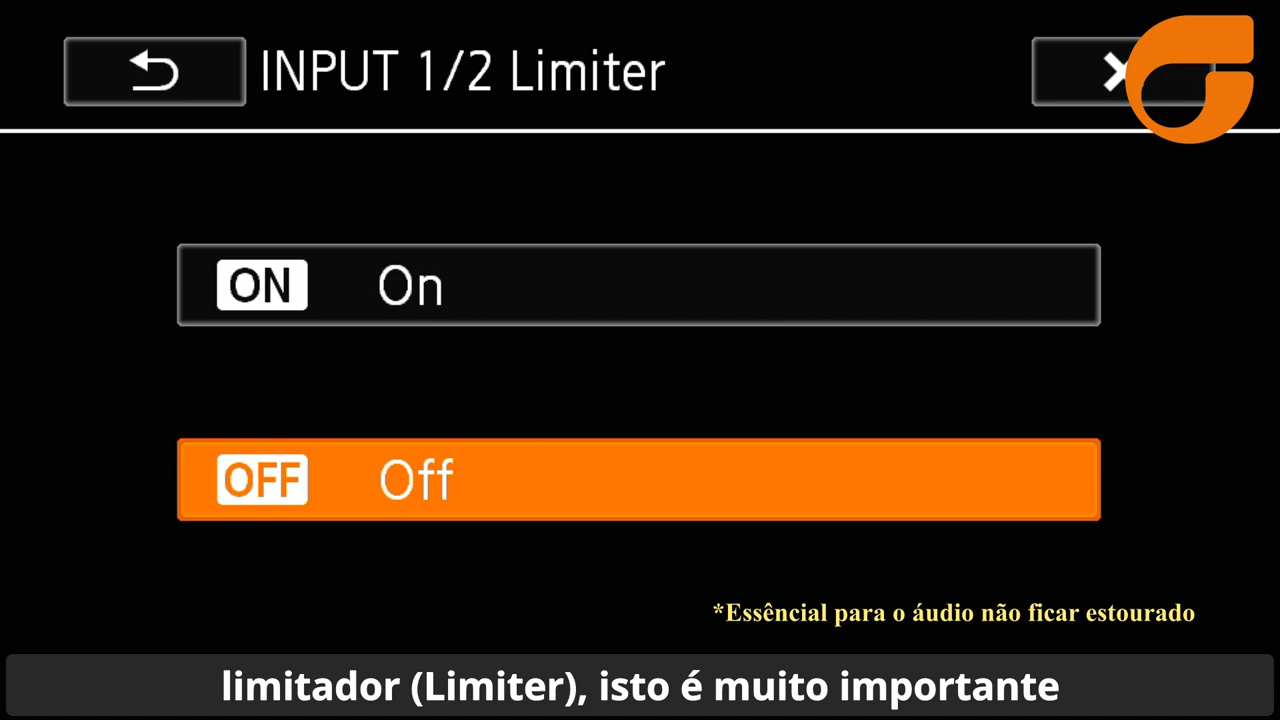 INPUT 1/2 Limiter
ON On
OFF Off
*Essêncial para o áudio não ficar estourado
limitador (Limiter), isto é muito importante